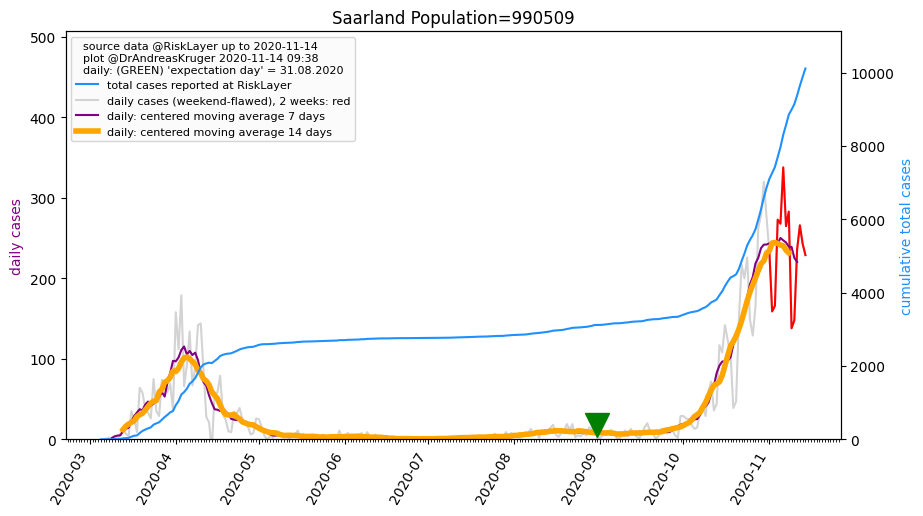 Saarland Population=990509
source data @RiskLayer up to 2020-11-14
plot @DrAndreasKruger 2020-11-14 09:38
daily: (GREEN) 'expectation day' = 31.08.2020
total cases reported at RiskLayer
daily cases (weekend-flawed), 2 weeks: red
daily: centered moving average 7 days
daily: centered moving average 14 days
daily cases
500
400
300
200
100
0
cumulative total cases
10000
8000
6000
4000
2000
0
2020-03
2020-04
2020-05
2020-06
2020-07
2020-08
2020-09
2020-10
2020-11